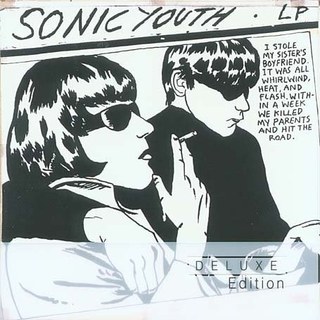 SONIC YOUTH • LP
I STOLE
MY SISTER'S
BOYFRIEND.
IT WAS ALL
WHIRLWIND,
HEAT, AND
FLASH. WITH-
IN A WEEK
WE KILLED
MY PARENTS
AND HIT THE
ROAD.
DELUXE
Edition